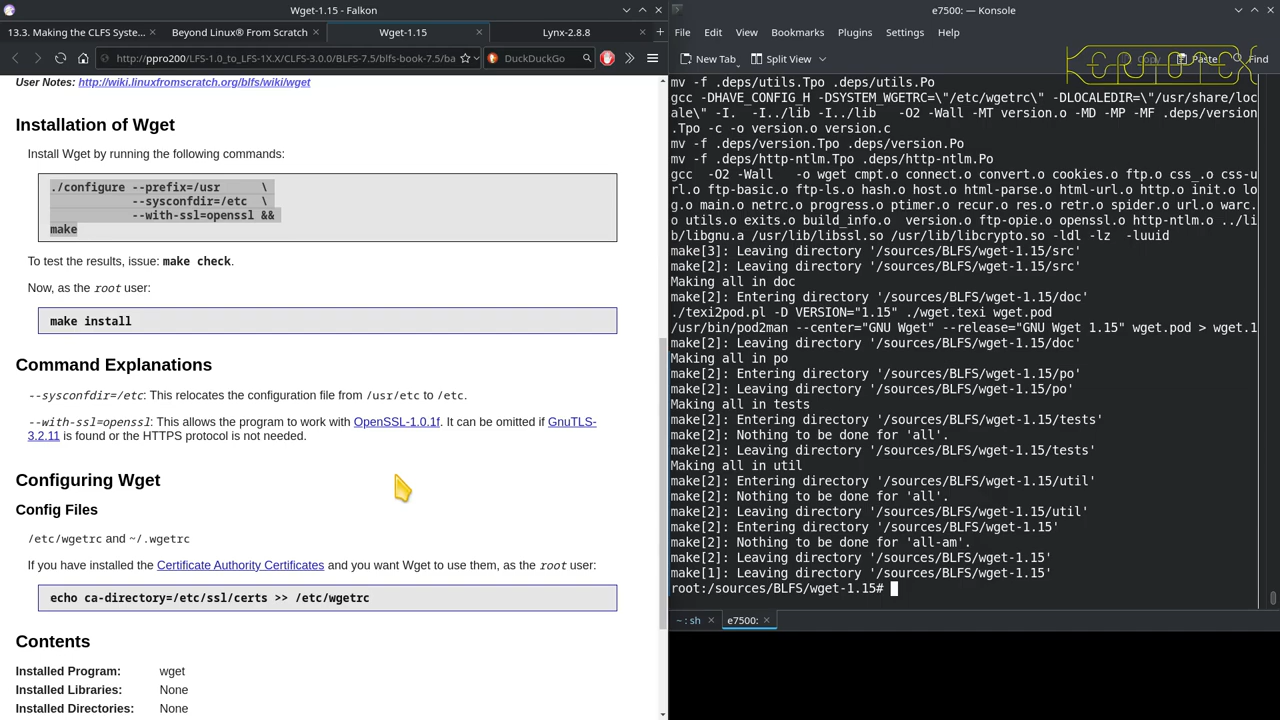 Wget-1.15 - Falkon
13.3. Making the CLFS Syste...
Beyond Linux® From Scratch
Wget-1.15
Lynx-2.8.8
http://ppro200/LFS-1.0_to_LFS-1X.X/CLFS-3.0.0/BLFS-7.5/blfs-book-7.5/ba
DuckDuckGo
User Notes: http://wiki.linuxfromscratch.org/blfs/wiki/wget
Installation of Wget
Install Wget by running the following commands:
./configure --prefix=/usr \
--sysconfdir=/etc \
--with-ssl=openssl &&
make
To test the results, issue: make check.
Now, as the root user:
make install
Command Explanations
--sysconfdir=/etc: This relocates the configuration file from /usr/etc to /etc.
--with-ssl=openssl: This allows the program to work with OpenSSL-1.0.1f. It can be omitted if GnuTLS-
3.2.11 is found or the HTTPS protocol is not needed.
Configuring Wget
Config Files
/etc/wgetrc and ~/.wgetrc
If you have installed the Certificate Authority Certificates and you want Wget to use them, as the root user:
echo ca-directory=/etc/ssl/certs >> /etc/wgetrc
Contents
Installed Program: wget
Installed Libraries: None
Installed Directories: None
e7500: — Konsole
File Edit View Bookmarks Plugins Settings Help
New Tab Split View Copy Paste Find
mv -f .deps/utils.Tpo .deps/utils.Po
gcc -DHAVE_CONFIG_H -DSYSTEM_WGETRC=\"/etc/wgetrc\" -DLOCALEDIR=\"/usr/share/loc
ale\" -I. -I../lib -I../lib -O2 -Wall -MT version.o -MD -MP -MF .deps/version
.Tpo -c -o version.o version.c
mv -f .deps/version.Tpo .deps/version.Po
mv -f .deps/http-ntlm.Tpo .deps/http-ntlm.Po
gcc -O2 -Wall -o wget cmpt.o connect.o convert.o cookies.o ftp.o css_.o css-u
rl.o ftp-basic.o ftp-ls.o hash.o host.o html-parse.o html-url.o http.o init.o lo
g.o main.o netrc.o progress.o ptimer.o recur.o res.o retr.o spider.o url.o warc.
o utils.o exits.o build_info.o version.o ftp-opie.o openssl.o http-ntlm.o ../li
b/libgnu.a /usr/lib/libssl.so /usr/lib/libcrypto.so -ldl -lz -luuid
make[3]: Leaving directory '/sources/BLFS/wget-1.15/src'
make[2]: Leaving directory '/sources/BLFS/wget-1.15/src'
Making all in doc
make[2]: Entering directory '/sources/BLFS/wget-1.15/doc'
./texi2pod.pl -D VERSION="1.15" ./wget.texi wget.pod
/usr/bin/pod2man --center="GNU Wget" --release="GNU Wget 1.15" wget.pod > wget.1
make[2]: Leaving directory '/sources/BLFS/wget-1.15/doc'
Making all in po
make[2]: Entering directory '/sources/BLFS/wget-1.15/po'
make[2]: Leaving directory '/sources/BLFS/wget-1.15/po'
Making all in tests
make[2]: Entering directory '/sources/BLFS/wget-1.15/tests'
make[2]: Nothing to be done for 'all'.
make[2]: Leaving directory '/sources/BLFS/wget-1.15/tests'
Making all in util
make[2]: Entering directory '/sources/BLFS/wget-1.15/util'
make[2]: Nothing to be done for 'all'.
make[2]: Leaving directory '/sources/BLFS/wget-1.15/util'
make[2]: Entering directory '/sources/BLFS/wget-1.15'
make[2]: Nothing to be done for 'all-am'.
make[2]: Leaving directory '/sources/BLFS/wget-1.15'
make[1]: Leaving directory '/sources/BLFS/wget-1.15'
root:/sources/BLFS/wget-1.15#
~ : sh
e7500: